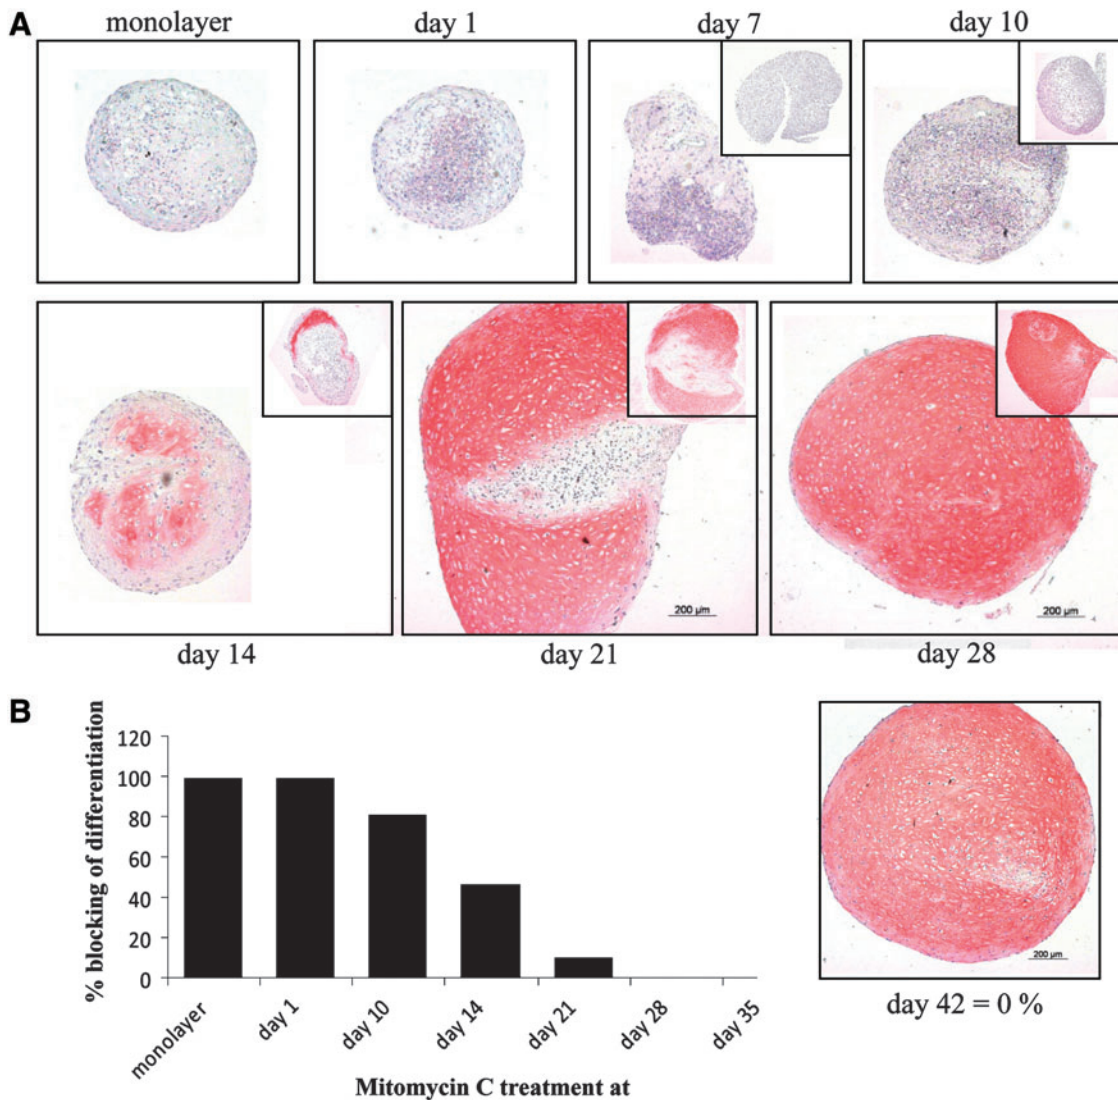 A
monolayer
day 1
day 7
day 10
200 µm
200 µm
day 14
day 21
day 28
B
% blocking of differentiation
120
100
80
60
40
20
0
monolayer
day 1
day 10
day 14
day 21
day 28
day 35
Mitomycin C treatment at
200 µm
day 42 = 0 %